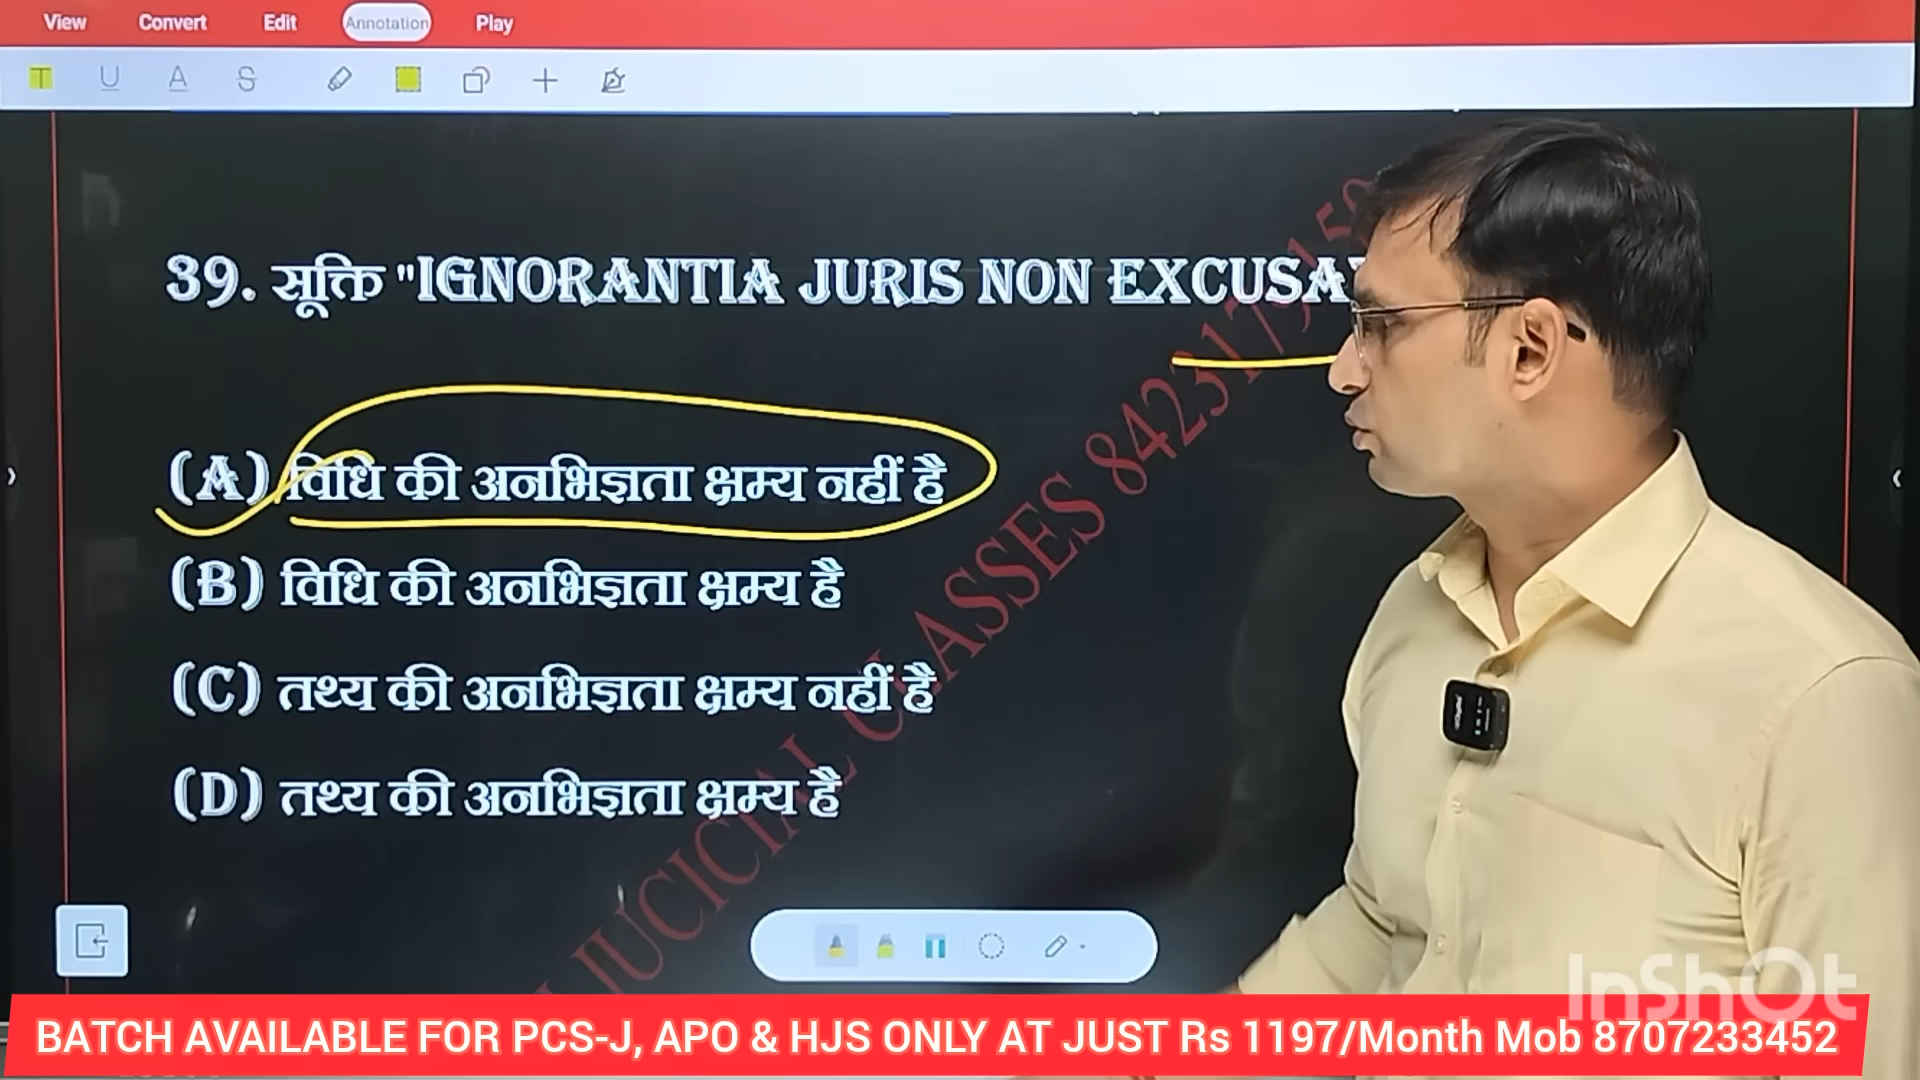 View Convert Edit Annotation Play
T U A S
39. सूक्ति "IGNORANTIA JURIS NON
(A) विधि की अनभिज्ञता क्षम्य नहीं है
(B) विधि की अनभिज्ञता क्षम्य है
(C) तथ्य की अनभिज्ञता क्षम्य नहीं है
(D) तथ्य की अनभिज्ञता क्षम्य है
JUCICIAL CLASSES
InShOt
BATCH AVAILABLE FOR PCS-J, APO & HJS ONLY AT JUST Rs 1197/Month Mob 8707233452